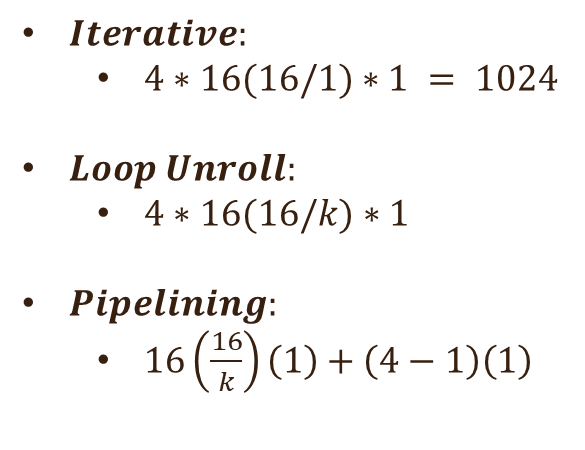 • Iterative:
• 4 ∗ 16(16/1) ∗ 1 = 1024
• Loop Unroll:
• 4 ∗ 16(16/k) ∗ 1
• Pipelining:
• 16 (16/k) (1) + (4 − 1)(1)